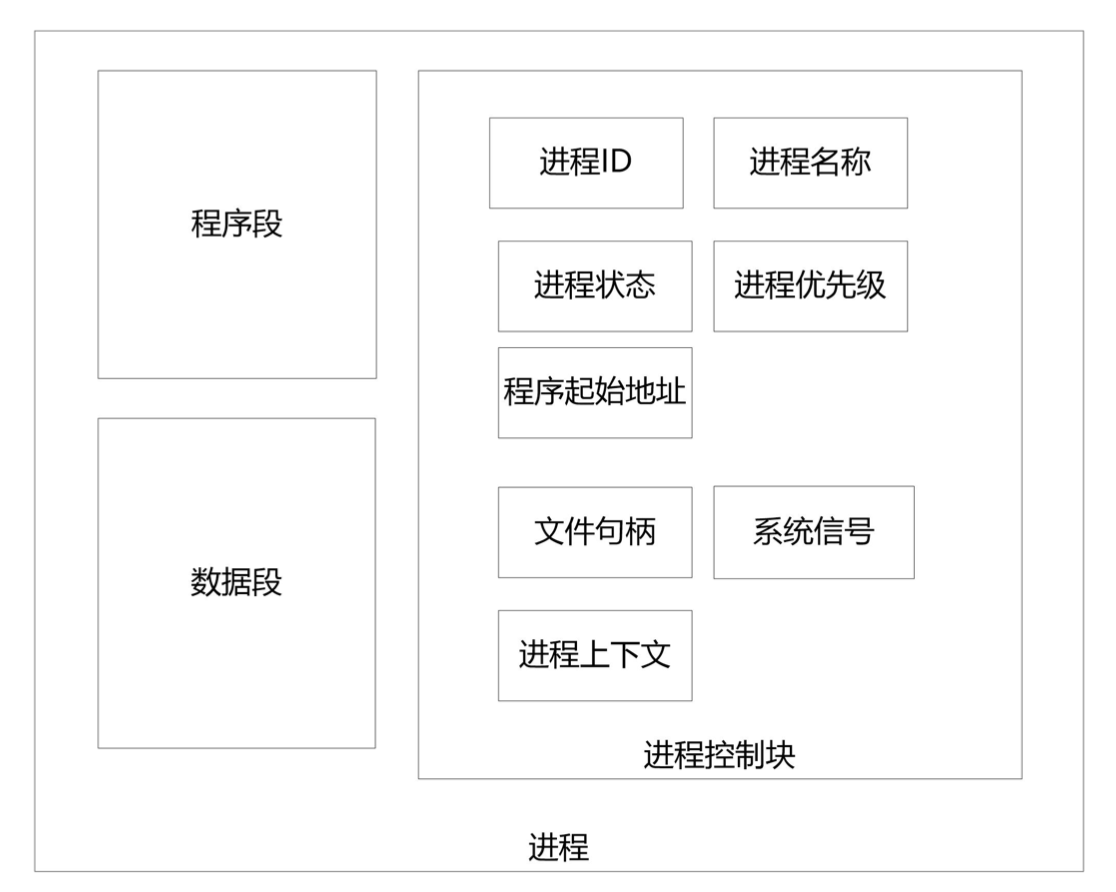 程序段
数据段
进程ID
进程名称
进程状态
进程优先级
程序起始地址
文件句柄
系统信号
进程上下文
进程控制块
进程